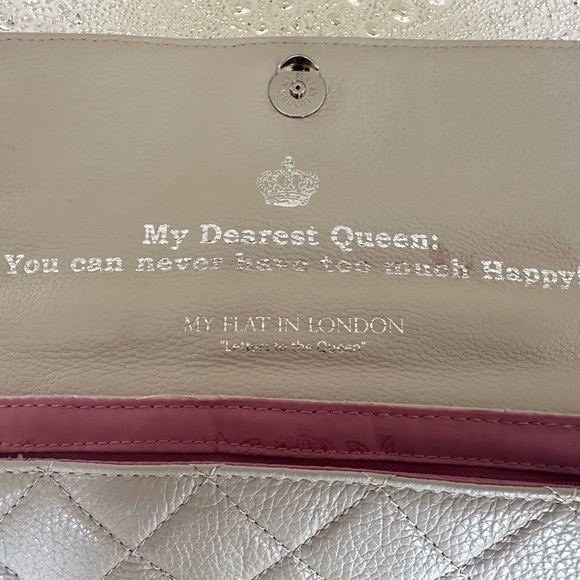 My Dearest Queen:
You can never have too much Happy!
MY FLAT IN LONDON
"Letters to the Queen"